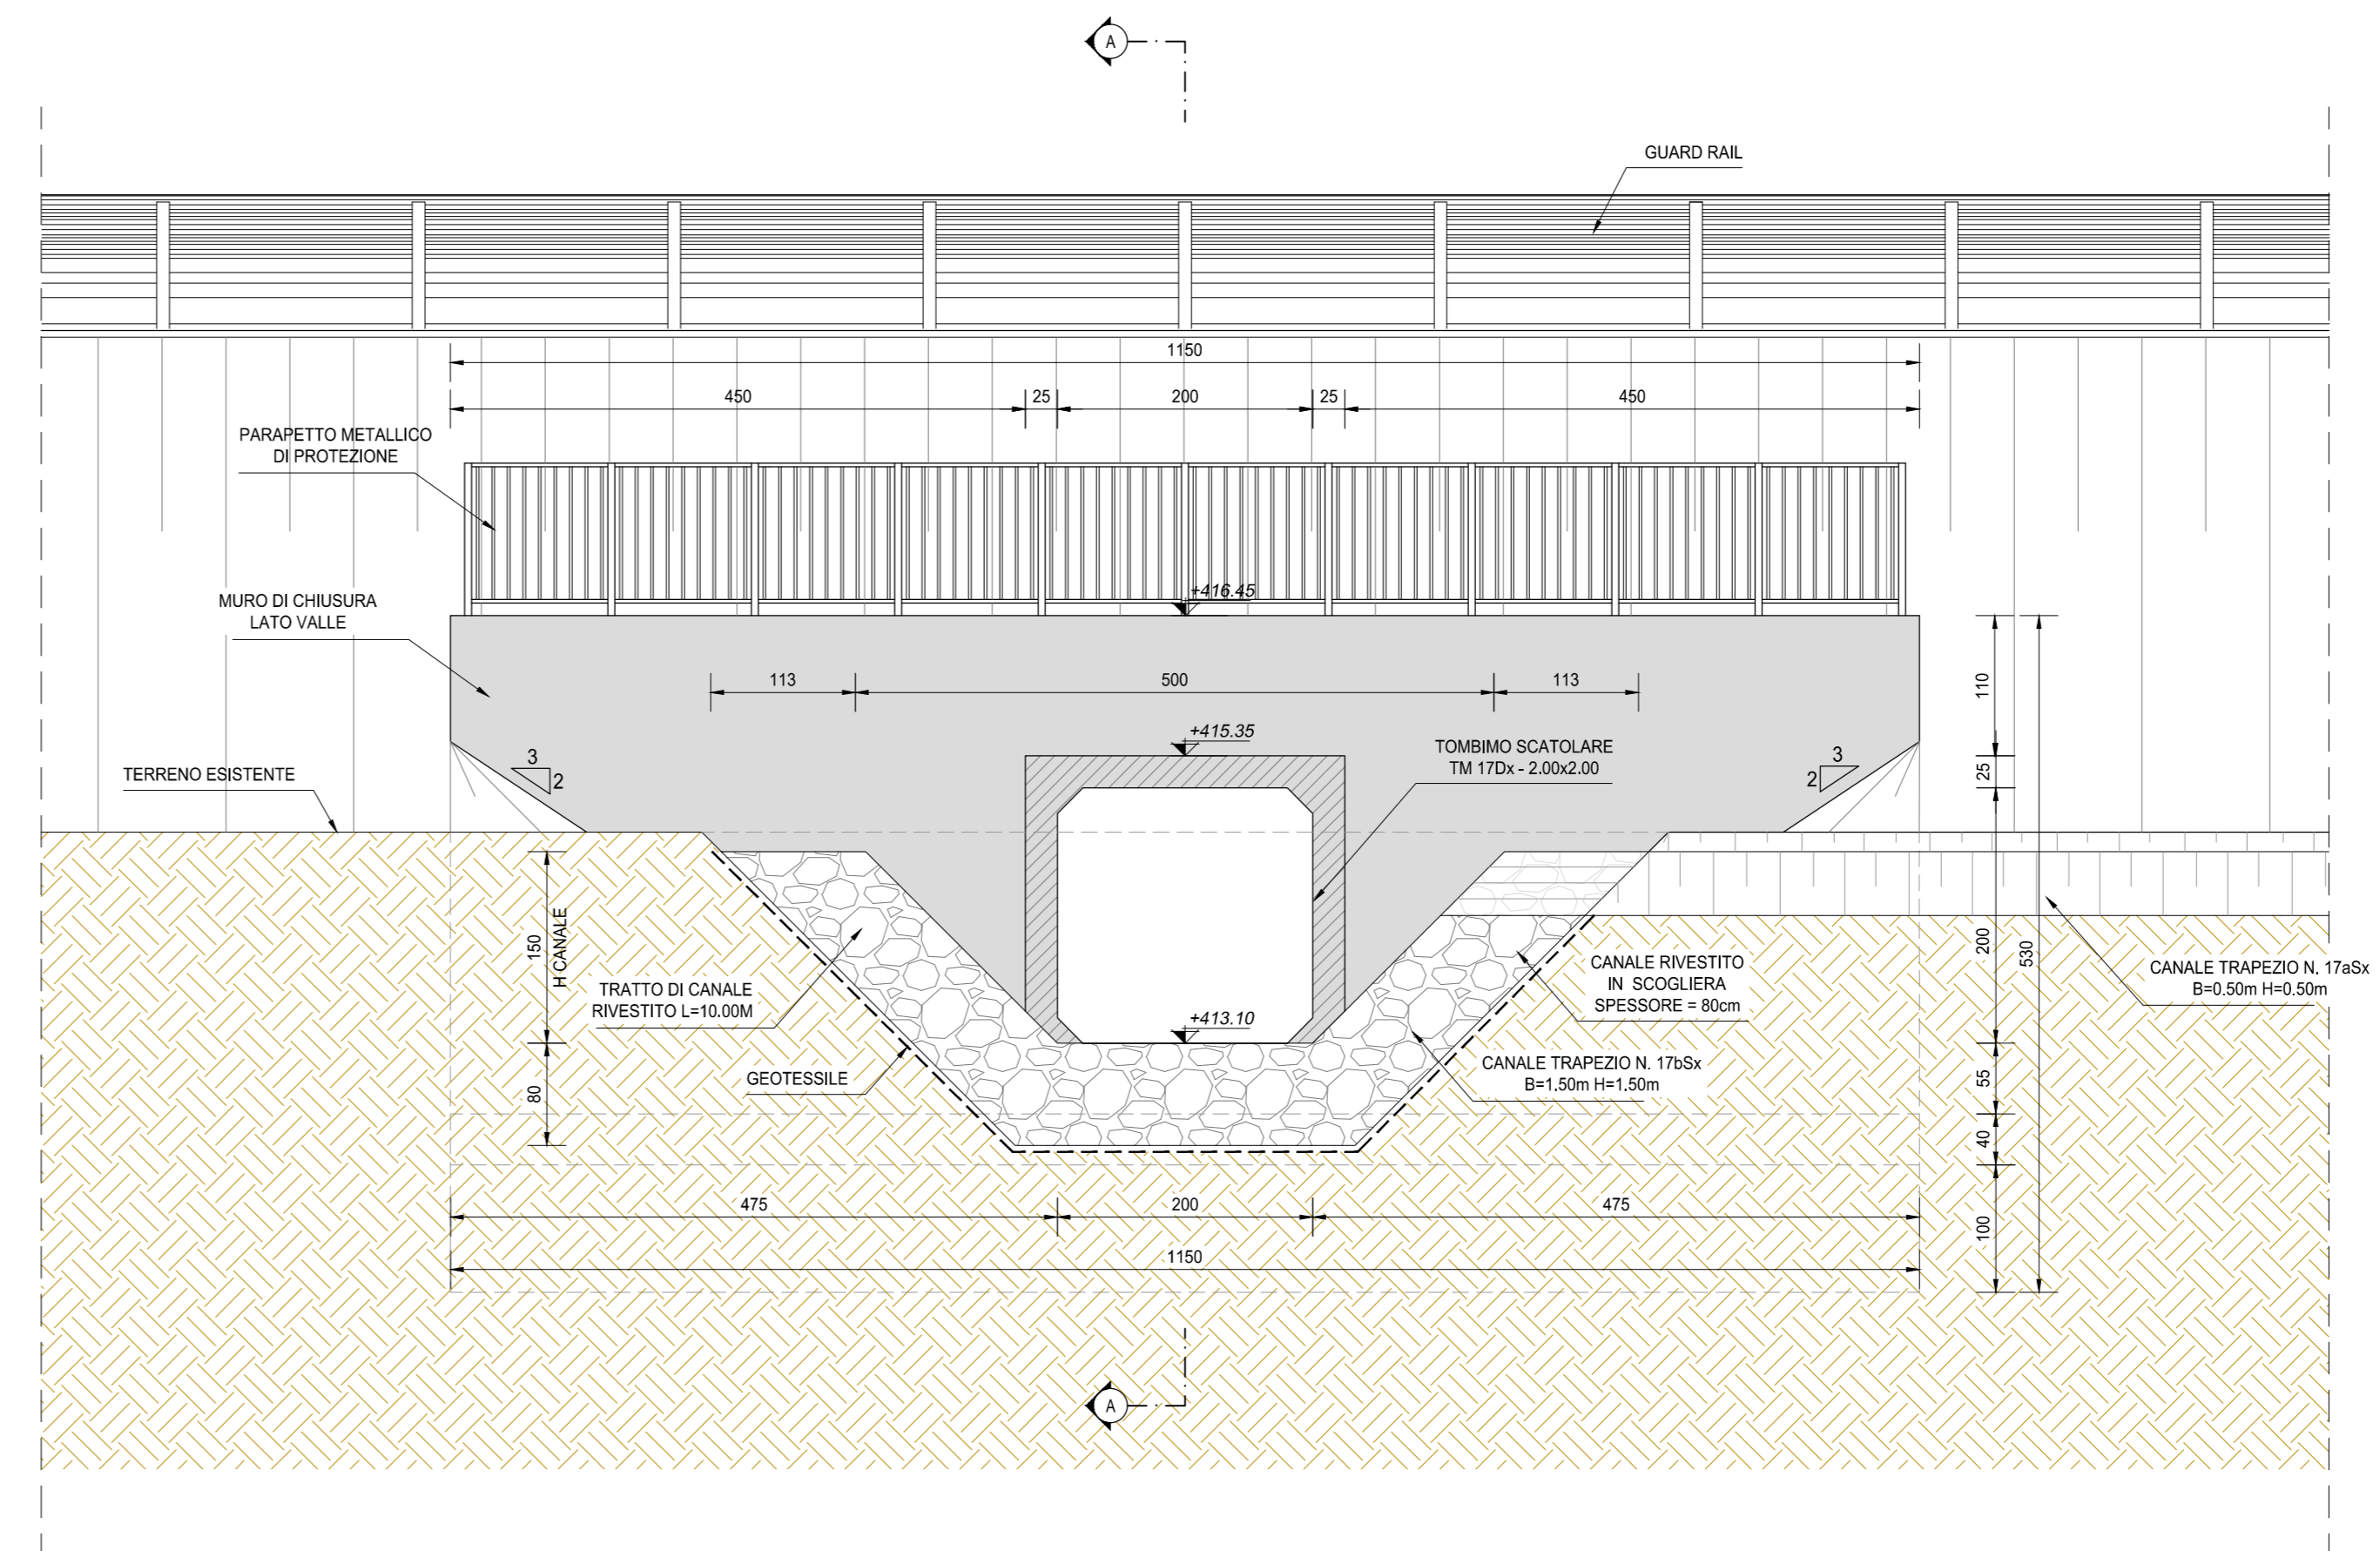 A
GUARD RAIL
1150
450
25
200
25
450
PARAPETTO METALLICO
DI PROTEZIONE
+416.45
MURO DI CHIUSURA
LATO VALLE
113
500
113
110
+415.35
TOMBIMO SCATOLARE
TM 17Dx - 2.00x2.00
3
2
3
2
25
TERRENO ESISTENTE
150
H CANALE
200
530
CANALE RIVESTITO
IN SCOGLIERA
SPESSORE = 80cm
CANALE TRAPEZIO N. 17aSx
B=0.50m H=0.50m
TRATTO DI CANALE
RIVESTITO L=10.00M
+413.10
CANALE TRAPEZIO N. 17bSx
B=1.50m H=1.50m
GEOTESSILE
80
55
40
475
200
475
100
1150
A